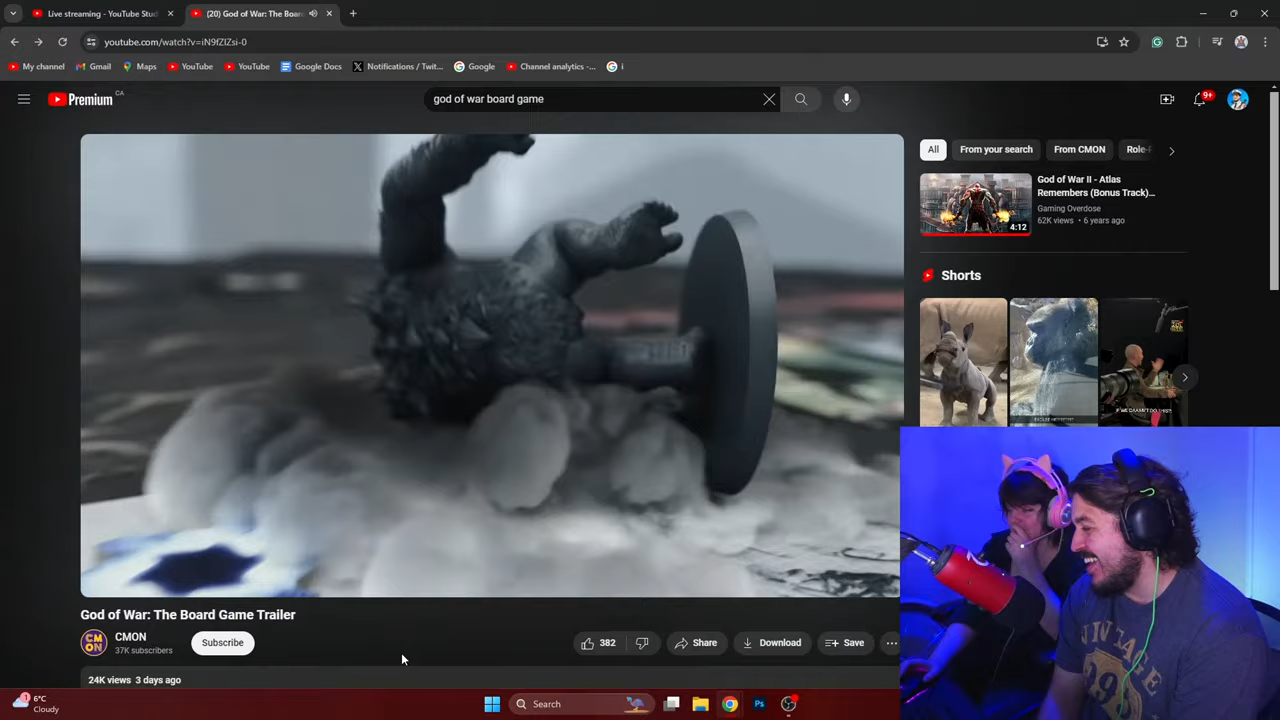 Live streaming - YouTube Stud
(20) God of War: The Boar
youtube.com/watch?v=iN9fZIZsi-0
My channel
Gmail
Maps
YouTube
YouTube
Google Docs
Notifications / Twit...
Google
Channel analytics -...
i
Premium CA
god of war board game
9+
All
From your search
From CMON
Role-
God of War II - Atlas
Remembers (Bonus Track)...
Gaming Overdose
62K views • 6 years ago
4:12
Shorts
God of War: The Board Game Trailer
CMON
37K subscribers
Subscribe
382
Share
Download
Save
24K views 3 days ago
1
6°C
Cloudy
Search
VINTAGE